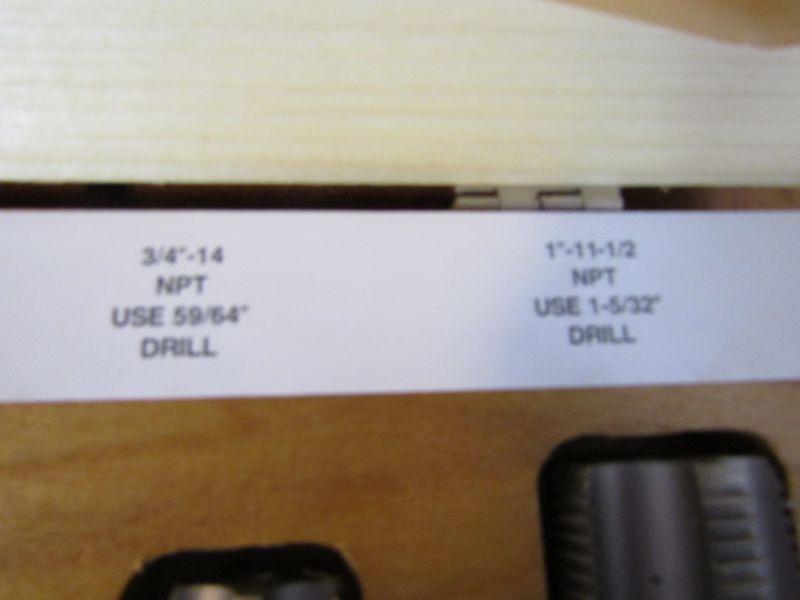 3/4"-14
NPT
USE 59/64"
DRILL
1"-11-1/2
NPT
USE 1-5/32"
DRILL